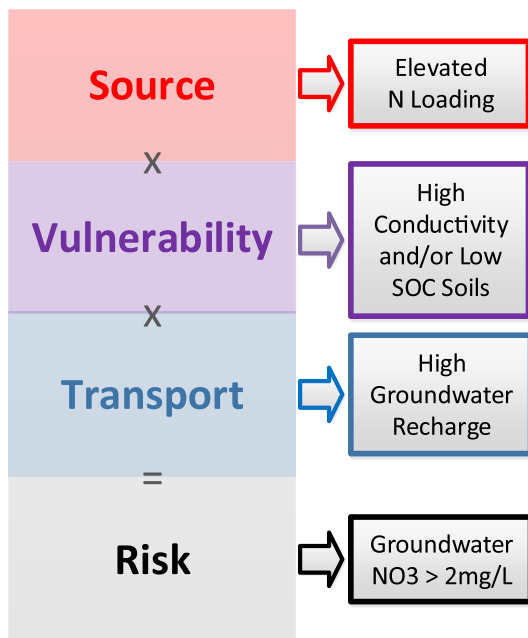 Source
Elevated
N Loading
x
Vulnerability
High
Conductivity
and/or Low
SOC Soils
x
Transport
High
Groundwater
Recharge
=
Risk
Groundwater
NO3 > 2mg/L